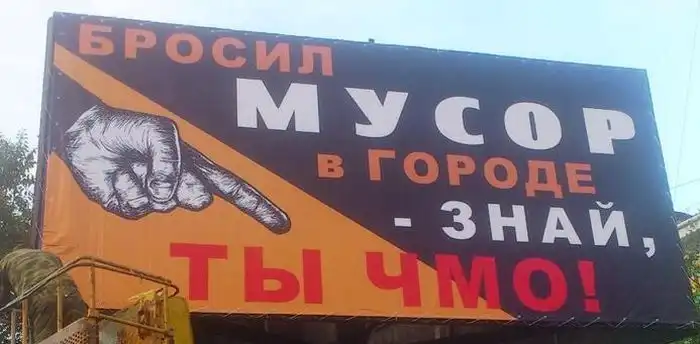 БРОСИЛ
МУСОР
В ГОРОДЕ
- ЗНАЙ,
ТЫ ЧМО!